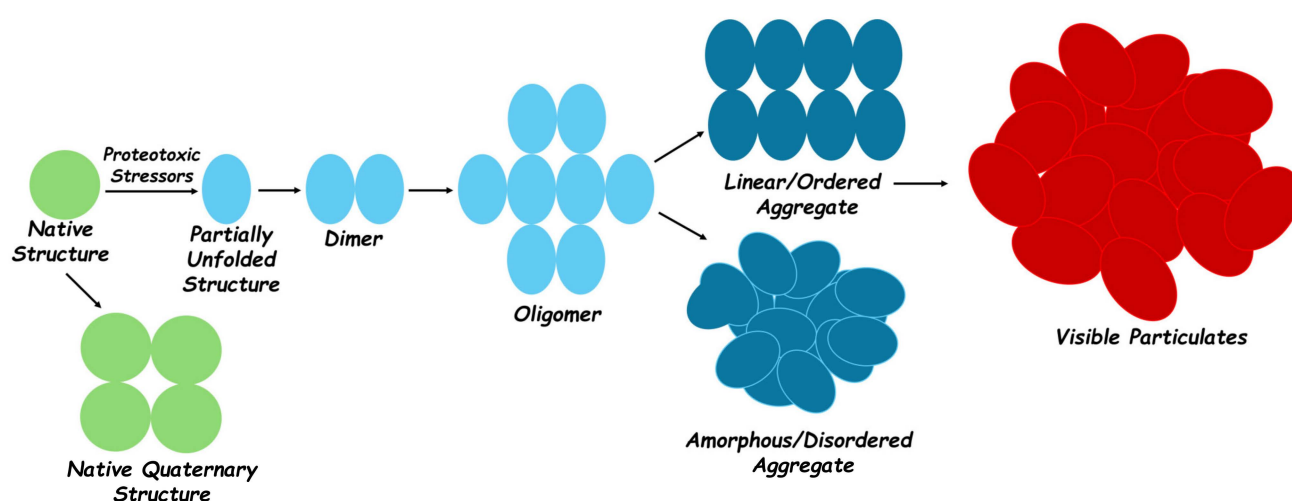 Proteotoxic
Stressors
Native
Structure
Partially
Unfolded
Structure
Dimer
Oligomer
Linear/Ordered
Aggregate
Amorphous/Disordered
Aggregate
Visible Particulates
Native Quaternary
Structure